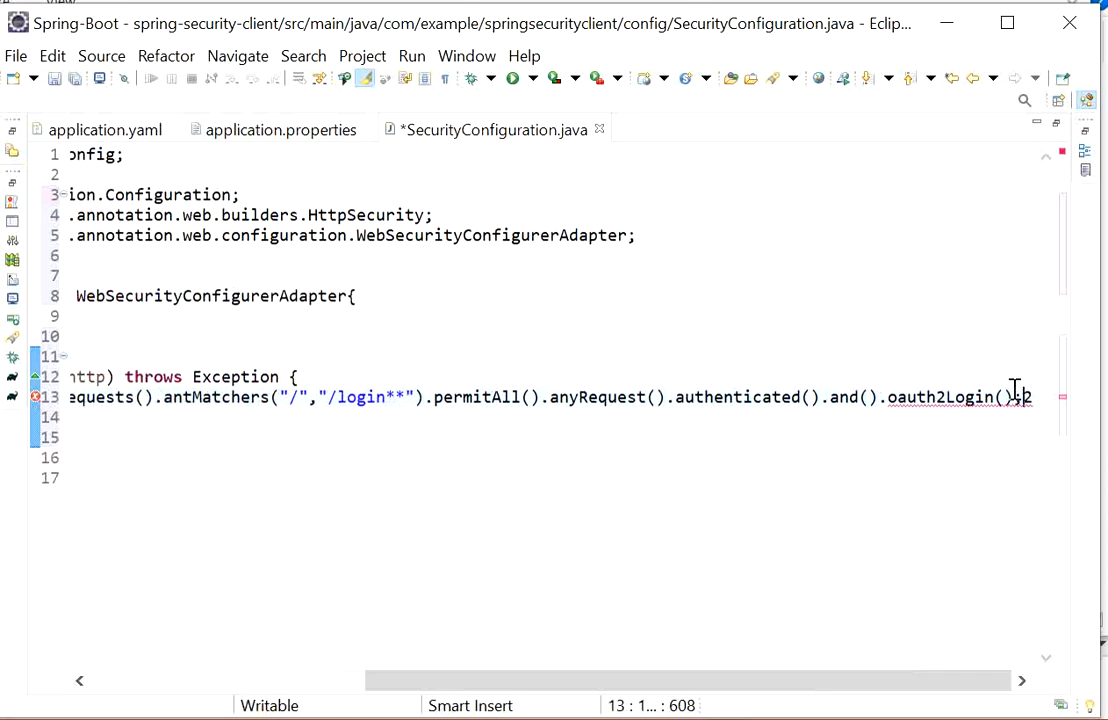 Spring-Boot - spring-security-client/src/main/java/com/example/springsecurityclient/config/SecurityConfiguration.java - Eclip...
File Edit Source Refactor Navigate Search Project Run Window Help
application.yaml application.properties *SecurityConfiguration.java
1 onfig;
2
3 ion.Configuration;
4 .annotation.web.builders.HttpSecurity;
5 .annotation.web.configuration.WebSecurityConfigurerAdapter;
6
7
8 WebSecurityConfigurerAdapter{
9
10
11
12 http) throws Exception {
13 equests().antMatchers("/","/login**").permitAll().anyRequest().authenticated().and().oauth2Login();2
14
15
16
17
Writable Smart Insert 13 : 1... : 608